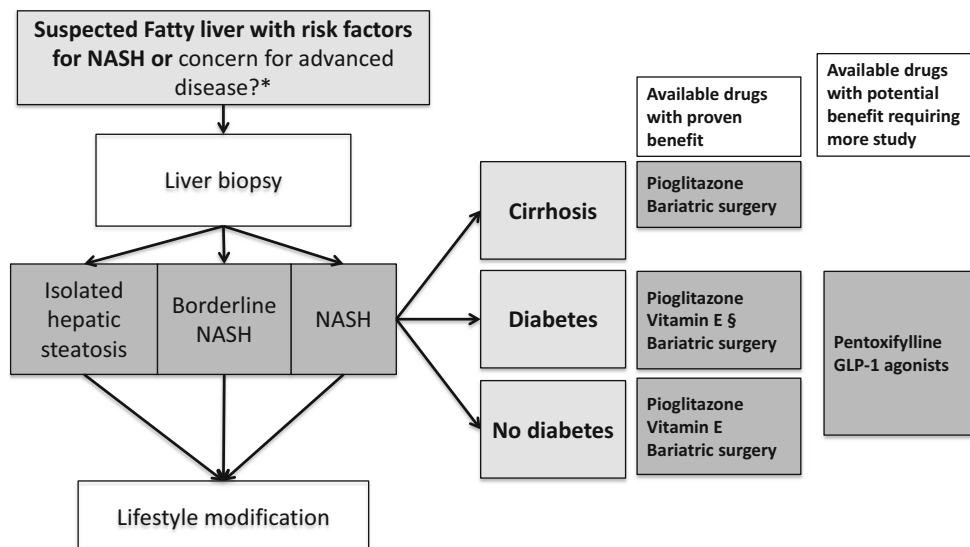 Suspected Fatty liver with risk factors
for NASH or concern for advanced
disease?*
Liver biopsy
Isolated
hepatic
steatosis
Borderline
NASH
NASH
Lifestyle modification
Available drugs
with proven
benefit
Available drugs
with potential
benefit requiring
more study
Cirrhosis
Pioglitazone
Bariatric surgery
Diabetes
Pioglitazone
Vitamin E §
Bariatric surgery
No diabetes
Pioglitazone
Vitamin E
Bariatric surgery
Pentoxifylline
GLP-1 agonists